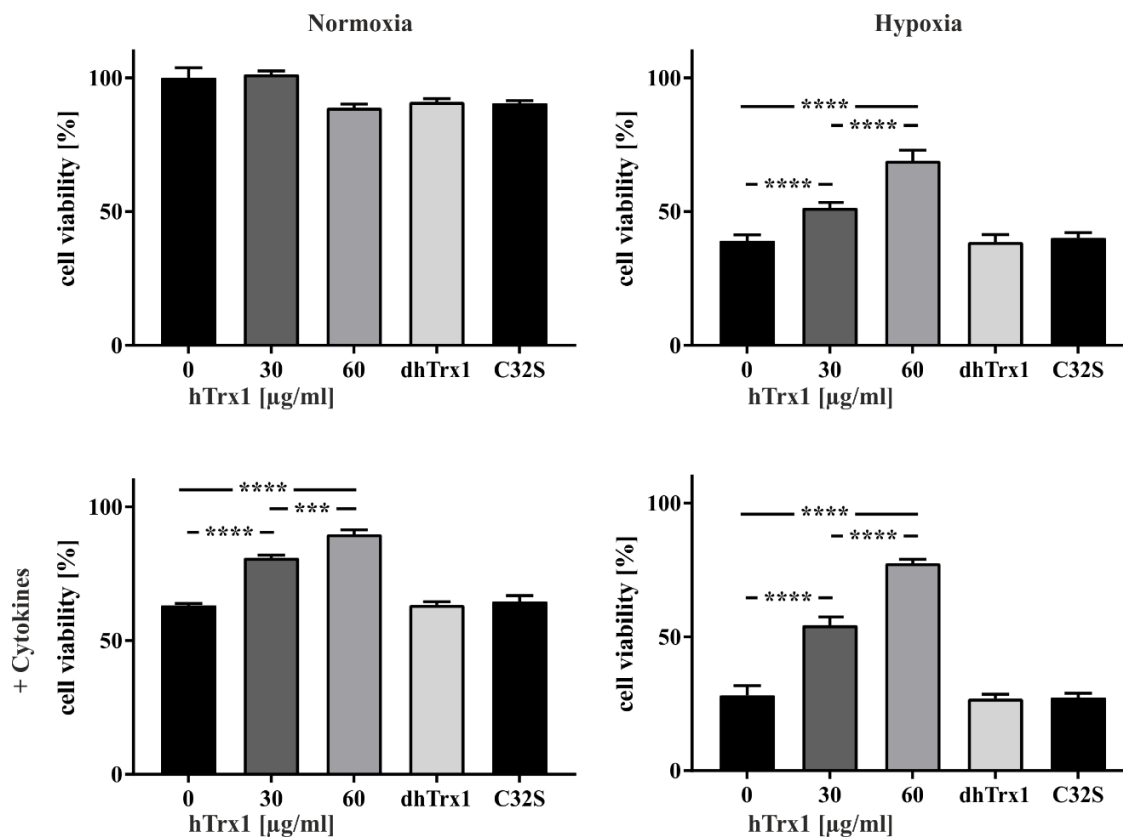 Normoxia
Hypoxia
cell viability [%]
100
50
0
0 30 60 dhTrx1 C32S
hTrx1 [µg/ml]
cell viability [%]
100
50
0
****
****
****
0 30 60 dhTrx1 C32S
hTrx1 [µg/ml]
+ Cytokines
cell viability [%]
100
50
0
****
***
****
0 30 60 dhTrx1 C32S
hTrx1 [µg/ml]
cell viability [%]
100
50
0
****
****
****
0 30 60 dhTrx1 C32S
hTrx1 [µg/ml]